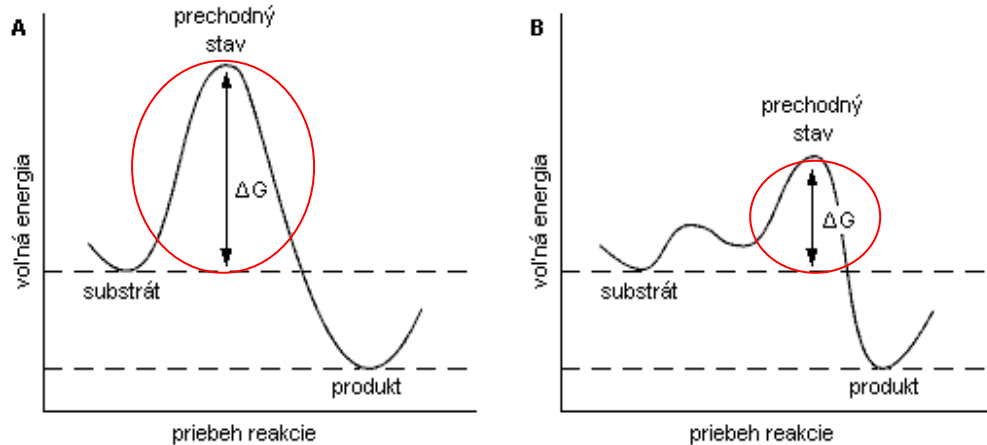 A
prechodný
stav
voľná energia
ΔG
substrát
produkt
priebeh reakcie
B
prechodný
stav
voľná energia
ΔG
substrát
produkt
priebeh reakcie